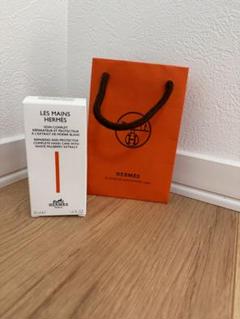 LES MAINS
HERMÈS
SOIN COMPLET
RÉPARATEUR ET PROTECTEUR
À L'EXTRAIT DE MÛRIER BLANC
REPAIRING AND PROTECTIVE
COMPLETE HAND CARE WITH
WHITE MULBERRY EXTRACT
HERMÈS
PARIS
HERMÈS